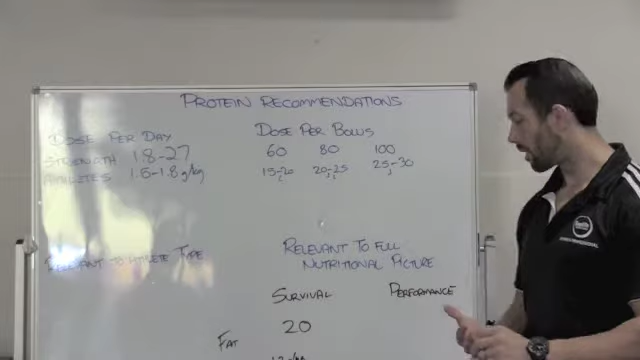 PROTEIN RECOMMENDATIONS
DOSE PER DAY
STRENGTH 1.8-2.7
ATHLETES 1.5-1.8 g/kg
DOSE PER BOLUS
60 80 100
15-20 20-25 25-30
RELEVANT TO ATHLETE TYPE
RELEVANT TO FULL
NUTRITIONAL PICTURE
SURVIVAL PERFORMANCE
20
FAT